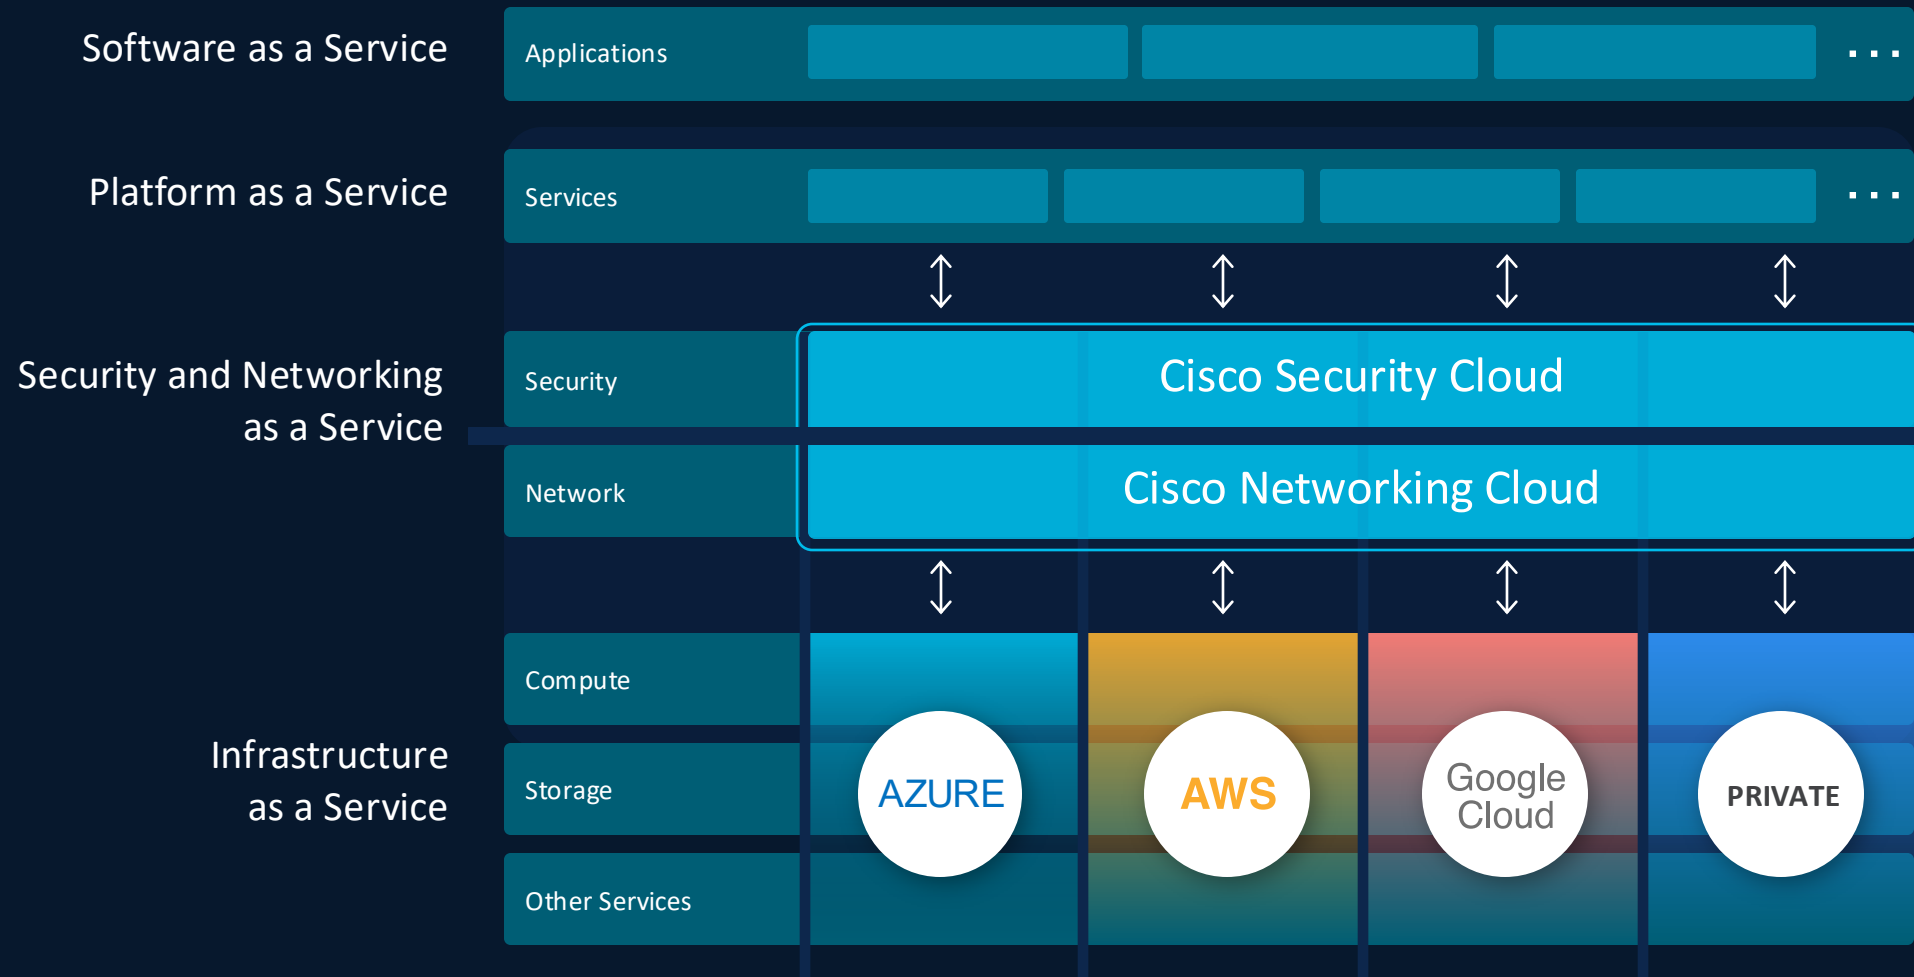 Software as a Service
Applications
...
Platform as a Service
Services
...
Security and Networking
as a Service
Security
Cisco Security Cloud
Network
Cisco Networking Cloud
Infrastructure
as a Service
Compute
Storage
Other Services
AZURE
AWS
Google
Cloud
PRIVATE